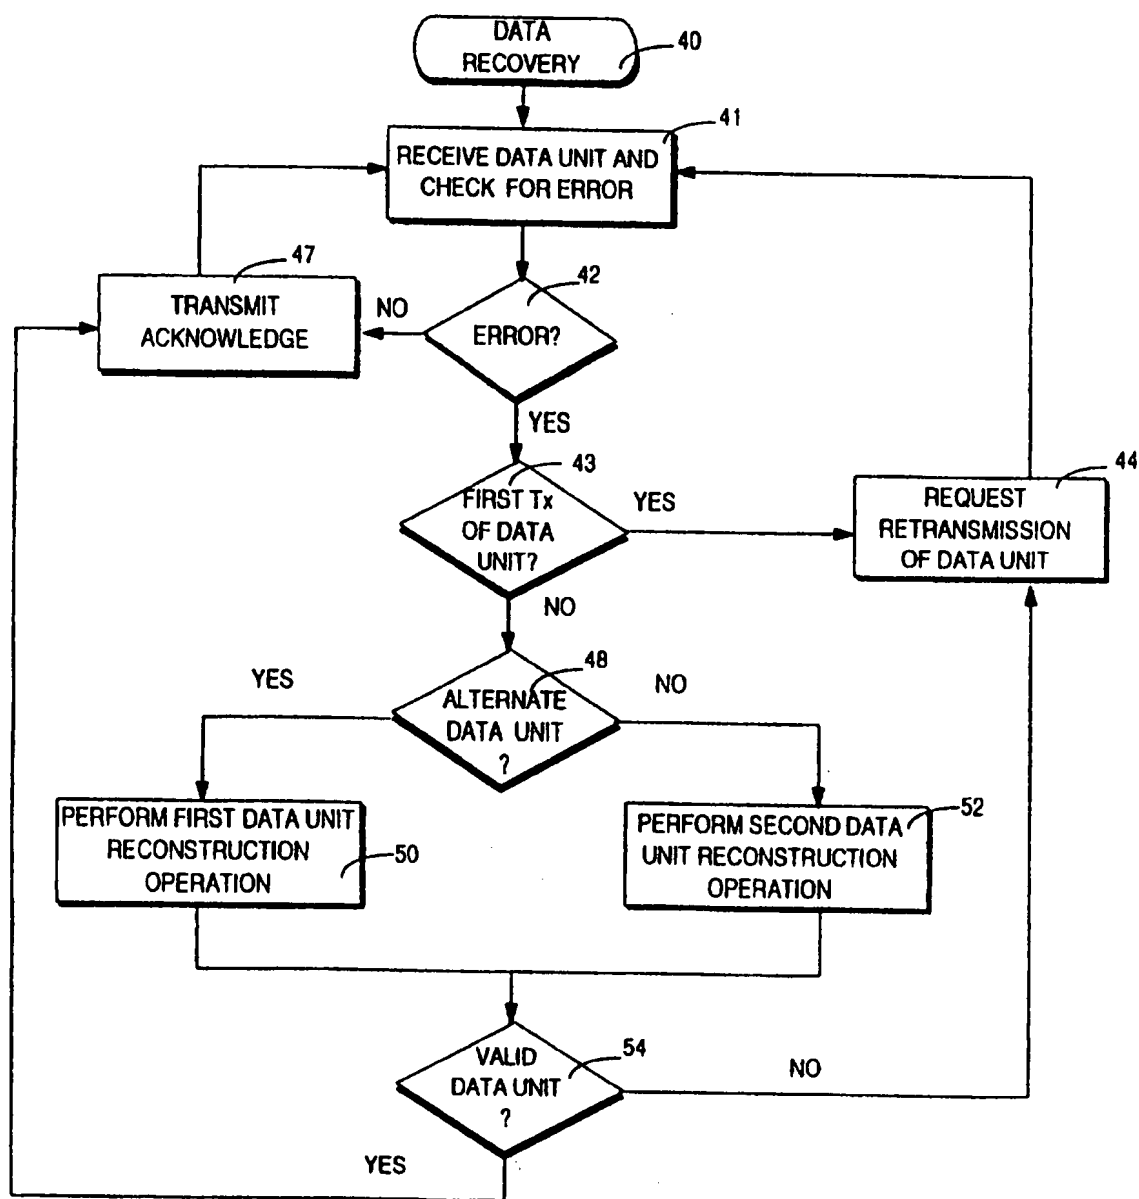 DATA
RECOVERY
40
41
RECEIVE DATA UNIT AND
CHECK FOR ERROR
47
TRANSMIT
ACKNOWLEDGE
NO
42
ERROR?
YES
43
FIRST Tx
OF DATA
UNIT?
YES
44
REQUEST
RETRANSMISSION
OF DATA UNIT
NO
48
ALTERNATE
DATA UNIT
?
YES
NO
PERFORM FIRST DATA UNIT
RECONSTRUCTION
OPERATION
50
PERFORM SECOND DATA
UNIT RECONSTRUCTION
OPERATION
52
VALID
DATA UNIT
?
54
NO
YES